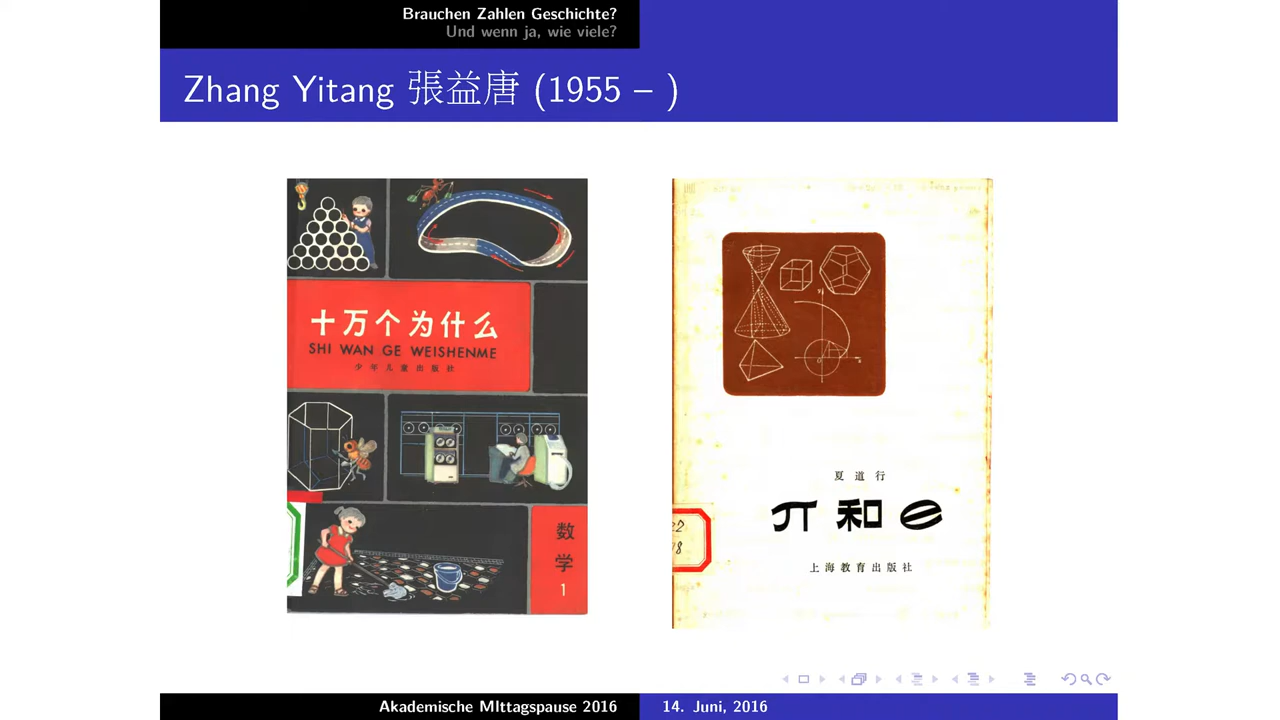 Brauchen Zahlen Geschichte?
Und wenn ja, wie viele?
Zhang Yitang 張益唐 (1955 – )
十万个为什么
SHI WAN GE WEISHENME
少年儿童出版社
数
学
1
夏道行
π和e
上海教育出版社
Akademische MIttagspause 2016
14. Juni, 2016